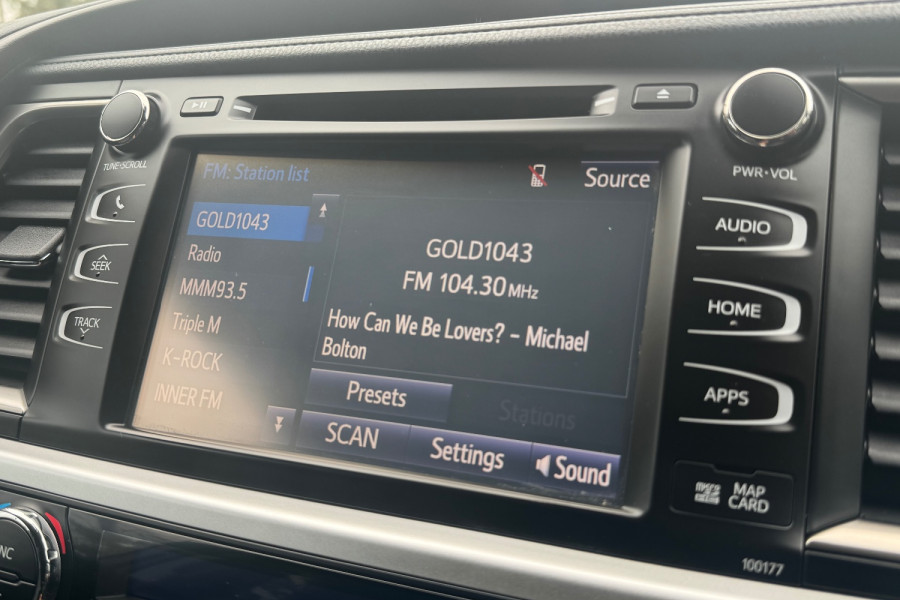 TUNE•SCROLL
SEEK
TRACK
FM: Station list
Source
GOLD1043
Radio
MMM93.5
Triple M
K-ROCK
INNER FM
GOLD1043
FM 104.30 MHz
How Can We Be Lovers? – Michael
Bolton
Presets
Stations
SCAN
Settings
Sound
PWR•VOL
AUDIO
HOME
APPS
MAP
CARD
100177
NC